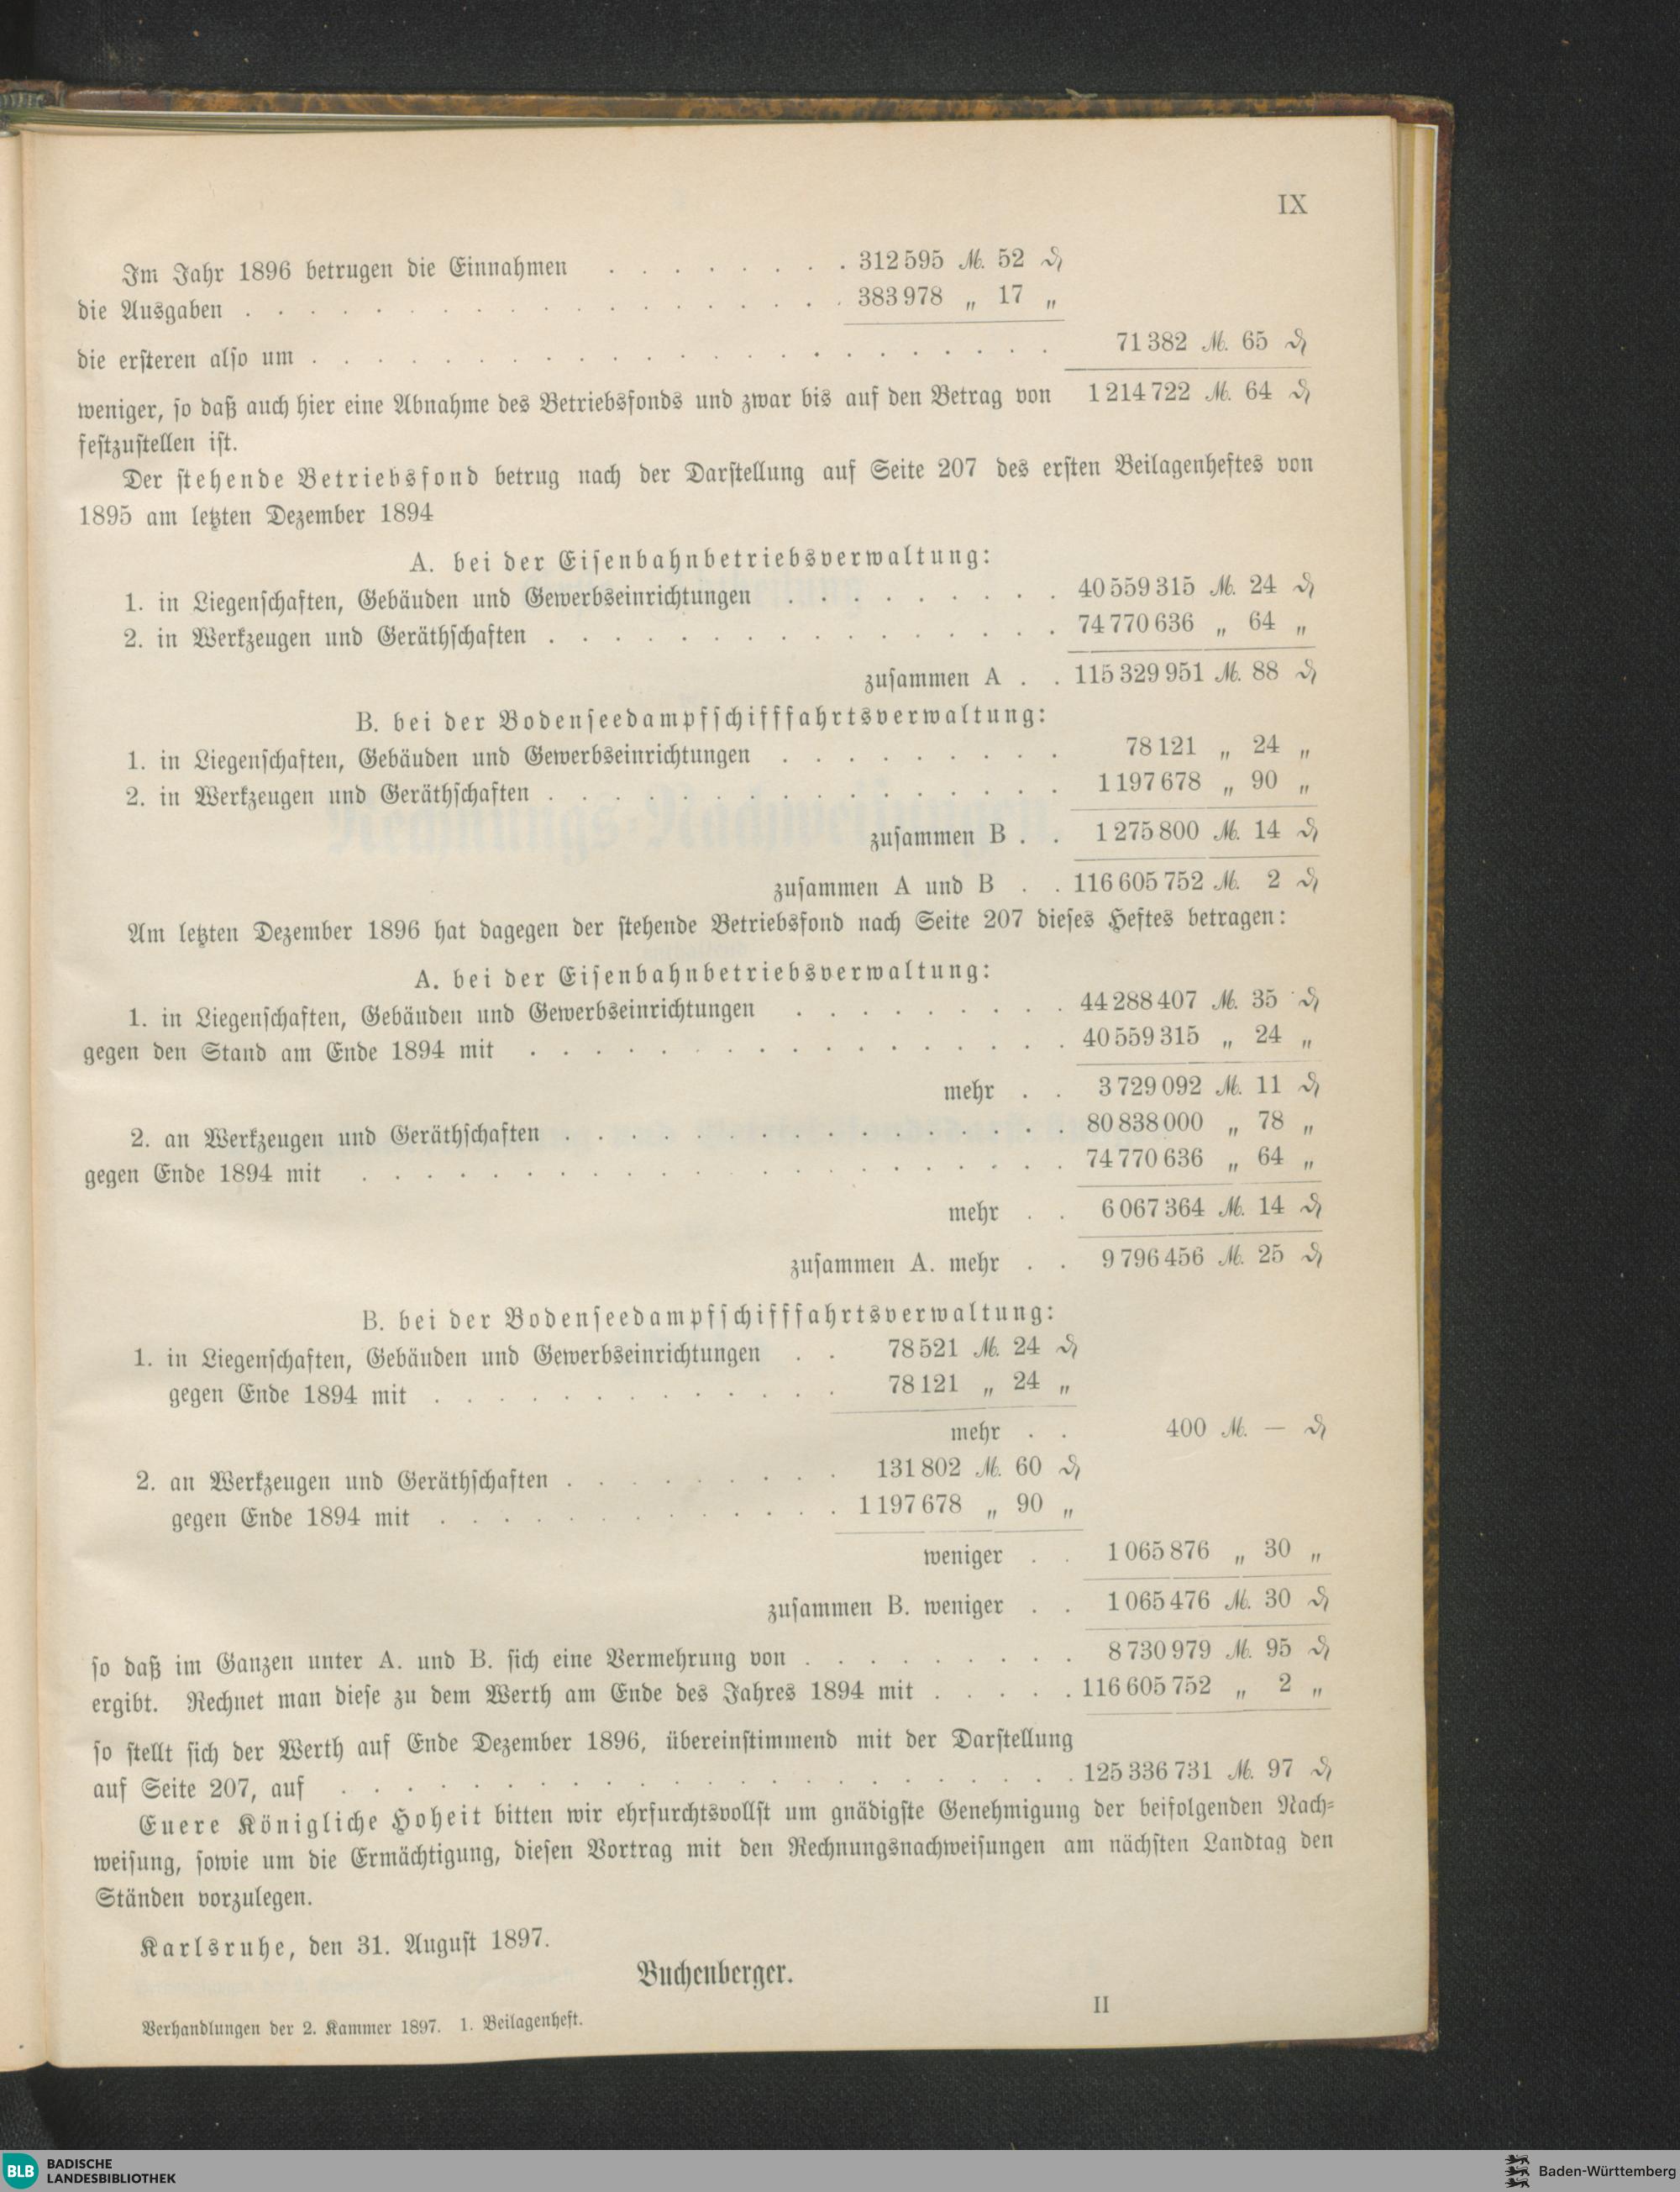 IX
Im Jahr 1896 betrugen die Einnahmen . . . . . . . . 312 595 ℳ. 52 ₰
die Ausgaben . . . . . . . . . . . . . . . . . . . 383 978 „ 17 „
die ersteren also um . . . . . . . . . . . . . . . . . . . . . . . 71 382 ℳ. 65 ₰
weniger, so daß auch hier eine Abnahme des Betriebsfonds und zwar bis auf den Betrag von 1 214 722 ℳ. 64 ₰
festzustellen ist.
Der stehende Betriebsfond betrug nach der Darstellung auf Seite 207 des ersten Beilagenheftes von
1895 am letzten Dezember 1894
A. bei der Eisenbahnbetriebsverwaltung:
1. in Liegenschaften, Gebäuden und Gewerbseinrichtungen . . . . . . . . . 40 559 315 ℳ. 24 ₰
2. in Werkzeugen und Geräthschaften . . . . . . . . . . . . . . . . 74 770 636 „ 64 „
zusammen A . . 115 329 951 ℳ. 88 ₰
B. bei der Bodenseedampfschifffahrtsverwaltung:
1. in Liegenschaften, Gebäuden und Gewerbseinrichtungen . . . . . . . . . 78 121 „ 24 „
2. in Werkzeugen und Geräthschaften . . . . . . . . . . . . . . . . 1 197 678 „ 90 „
zusammen B . . 1 275 800 ℳ. 14 ₰
zusammen A und B . . 116 605 752 ℳ. 2 ₰
Am letzten Dezember 1896 hat dagegen der stehende Betriebsfond nach Seite 207 dieses Heftes betragen:
A. bei der Eisenbahnbetriebsverwaltung:
1. in Liegenschaften, Gebäuden und Gewerbseinrichtungen . . . . . . . . . 44 288 407 ℳ. 35 ₰
gegen den Stand am Ende 1894 mit . . . . . . . . . . . . . . . . . 40 559 315 „ 24 „
mehr . . 3 729 092 ℳ. 11 ₰
2. an Werkzeugen und Geräthschaften . . . . . . . . . . . . . . . . 80 838 000 „ 78 „
gegen Ende 1894 mit . . . . . . . . . . . . . . . . . . . . . . 74 770 636 „ 64 „
mehr . . 6 067 364 ℳ. 14 ₰
zusammen A. mehr . . 9 796 456 ℳ. 25 ₰
B. bei der Bodenseedampfschifffahrtsverwaltung:
1. in Liegenschaften, Gebäuden und Gewerbseinrichtungen . . 78 521 ℳ. 24 ₰
gegen Ende 1894 mit . . . . . . . . . . . . . 78 121 „ 24 „
mehr . . 400 ℳ. — ₰
2. an Werkzeugen und Geräthschaften . . . . . . . . . 131 802 ℳ. 60 ₰
gegen Ende 1894 mit . . . . . . . . . . . . . 1 197 678 „ 90 „
weniger . . 1 065 876 „ 30 „
zusammen B. weniger . . 1 065 476 ℳ. 30 ₰
so daß im Ganzen unter A. und B. sich eine Vermehrung von . . . . . . . . . 8 730 979 ℳ. 95 ₰
ergibt. Rechnet man diese zu dem Werth am Ende des Jahres 1894 mit . . . . . 116 605 752 „ 2 „
so stellt sich der Werth auf Ende Dezember 1896, übereinstimmend mit der Darstellung
auf Seite 207, auf . . . . . . . . . . . . . . . . . . . . . . . 125 336 731 ℳ. 97 ₰
Euere Königliche Hoheit bitten wir ehrfurchtsvollst um gnädigste Genehmigung der beifolgenden Nach-
weisung, sowie um die Ermächtigung, diesen Vortrag mit den Rechnungsnachweisungen am nächsten Landtag den
Ständen vorzulegen.
Karlsruhe, den 31. August 1897.
Buchenberger.
II
Verhandlungen der 2. Kammer 1897. 1. Beilagenheft.
BLB BADISCHE
LANDESBIBLIOTHEK
Baden-Württemberg